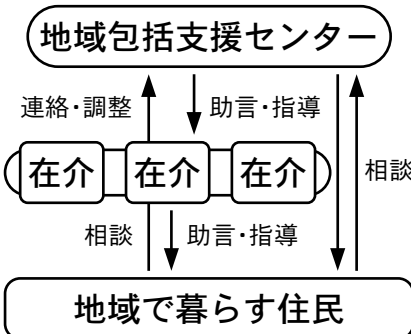 地域包括支援センター
連絡・調整
助言・指導
在介
在介
在介
相談
相談
助言・指導
地域で暮らす住民